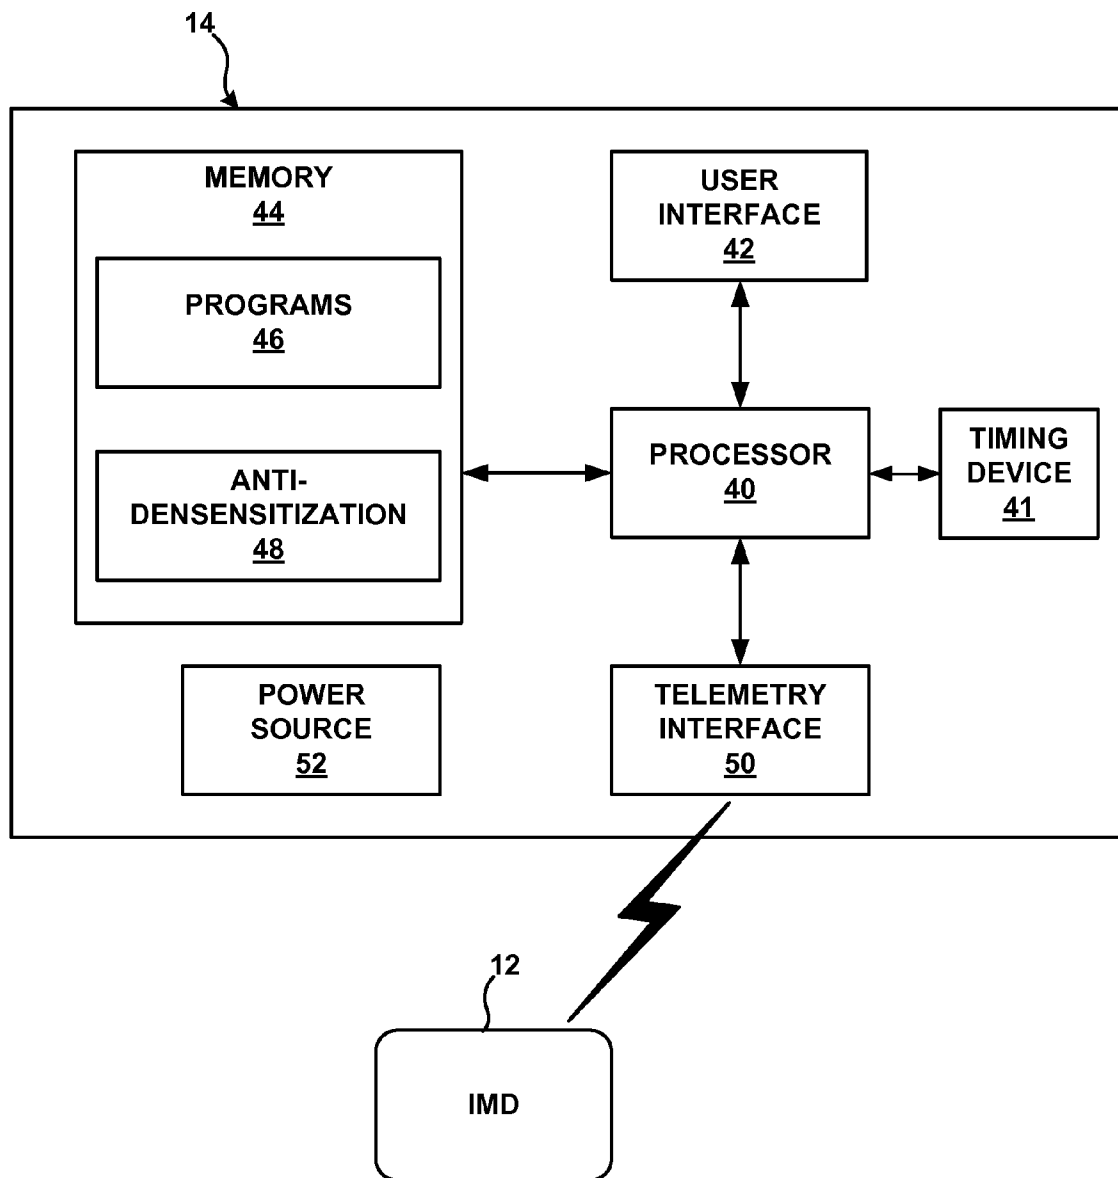 14
MEMORY
44
PROGRAMS
46
ANTI-
DENSENSITIZATION
48
USER
INTERFACE
42
PROCESSOR
40
TIMING
DEVICE
41
POWER
SOURCE
52
TELEMETRY
INTERFACE
50
12
IMD